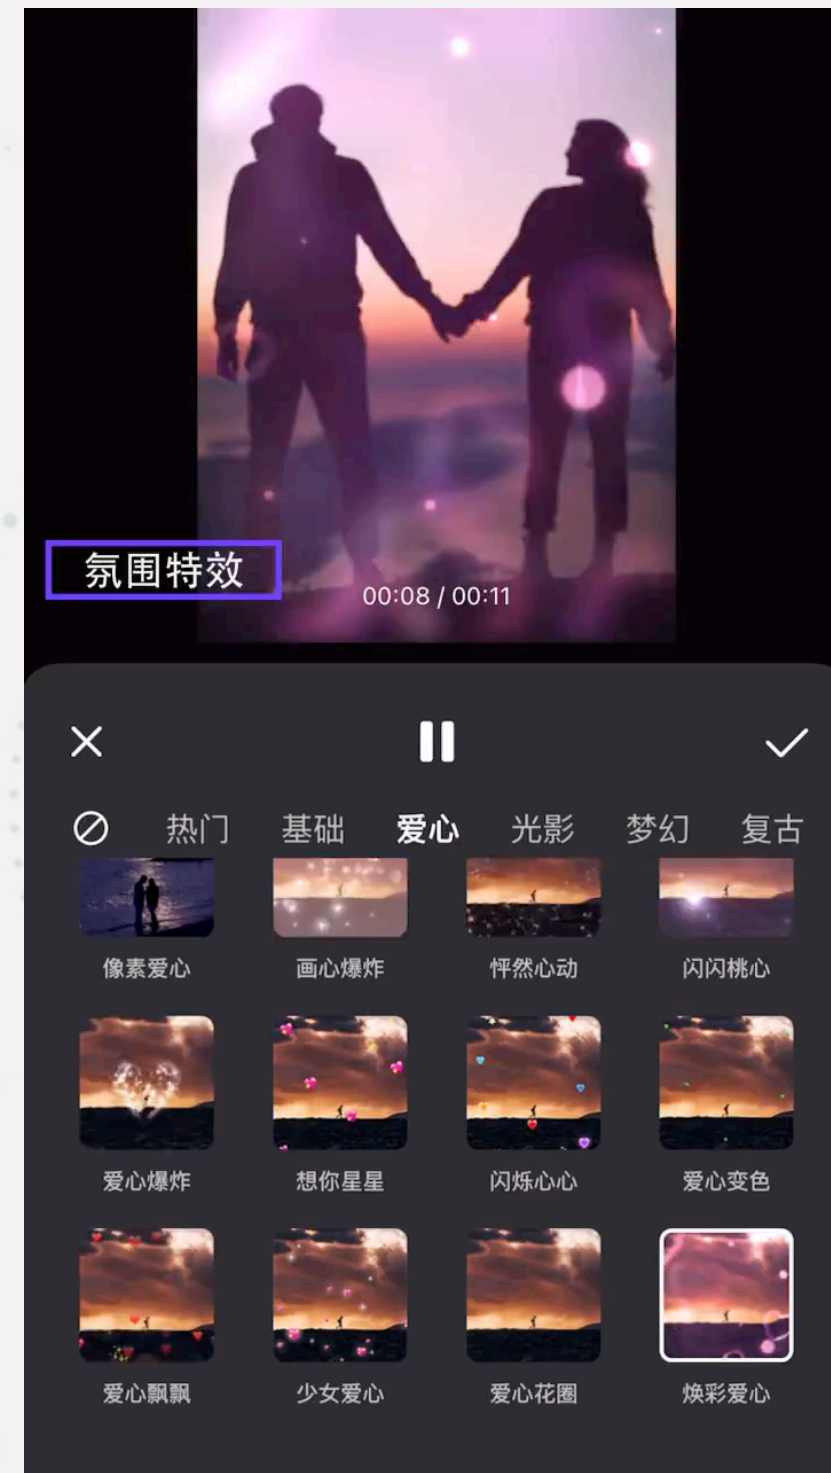 氛围特效
00:08 / 00:11
热门 基础 爱心 光影 梦幻 复古
像素爱心 画心爆炸 怦然心动 闪闪桃心
爱心爆炸 想你星星 闪烁心心 爱心变色
爱心飘飘 少女爱心 爱心花圈 焕彩爱心